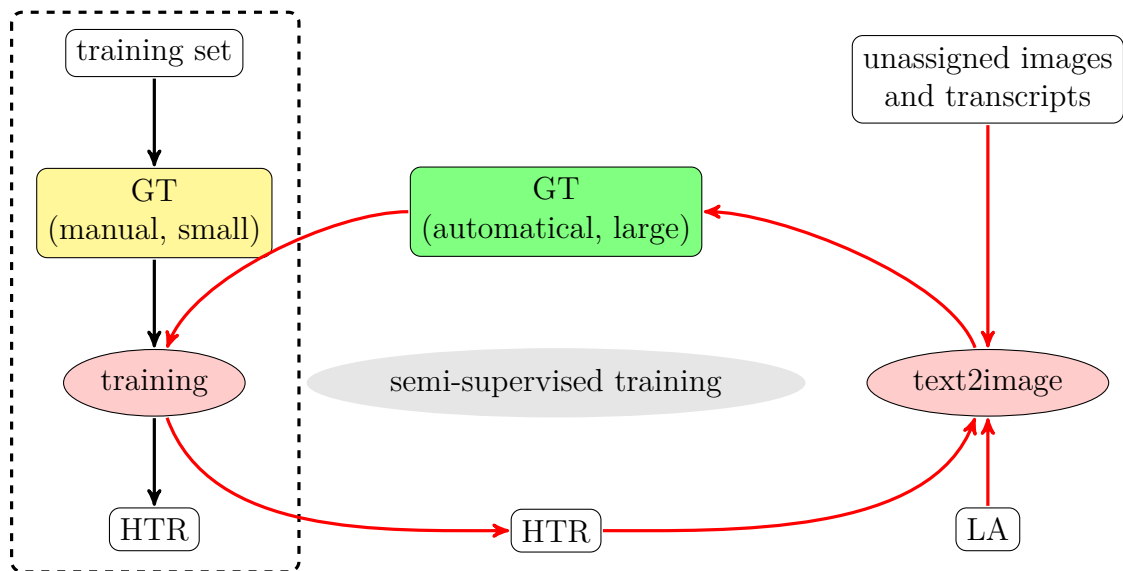 training set
unassigned images
and transcripts
GT
(manual, small)
GT
(automatical, large)
training
semi-supervised training
text2image
HTR
HTR
LA